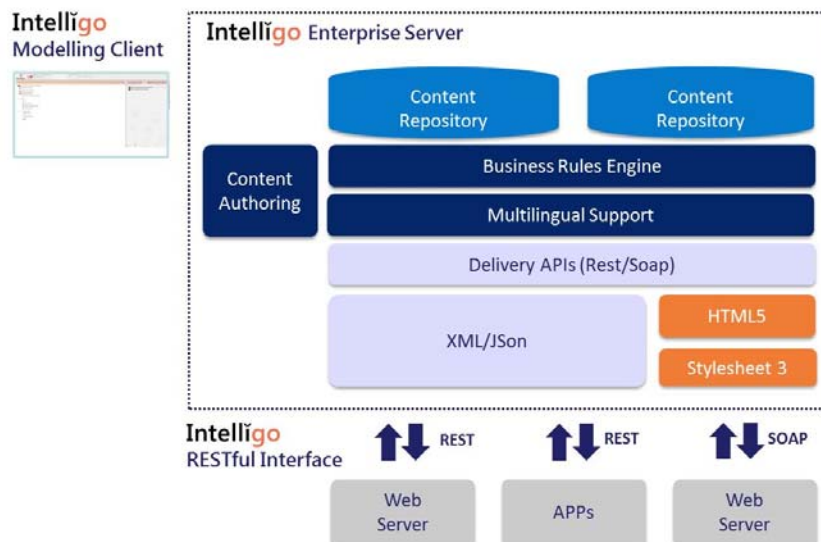 Intelligo
Modelling Client
Intelligo Enterprise Server
Content
Repository
Content
Repository
Content
Authoring
Business Rules Engine
Multilingual Support
Delivery APIs (Rest/Soap)
XML/JSon
HTML5
Stylesheet 3
Intelligo
RESTful Interface
REST
REST
SOAP
Web
Server
APPs
Web
Server